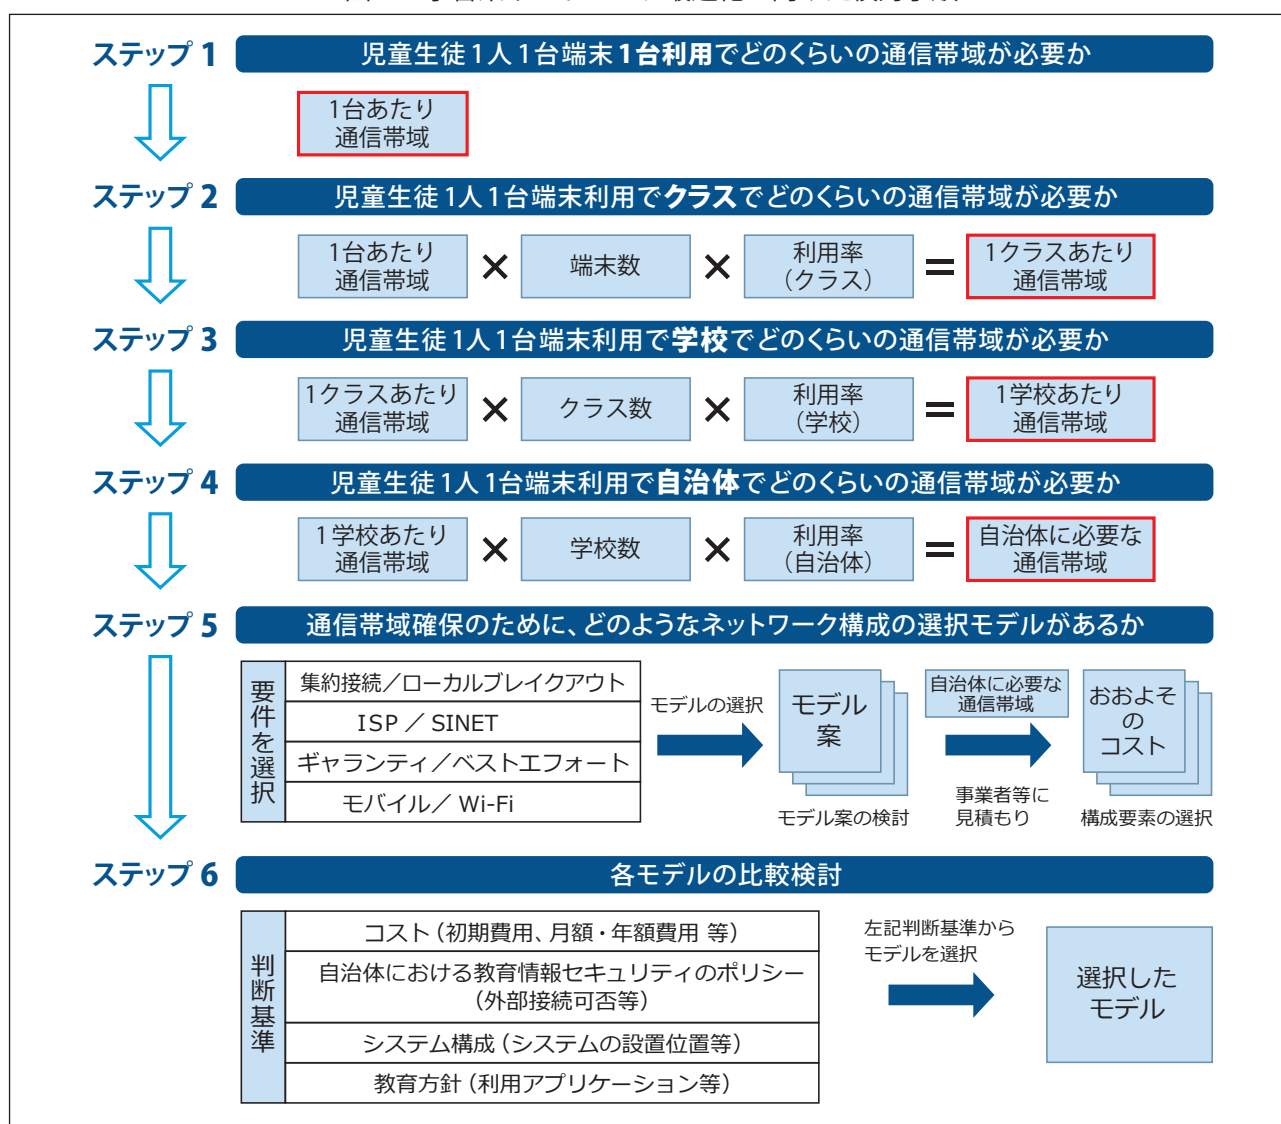 ステップ 1
児童生徒1人1台端末1台利用でどのくらいの通信帯域が必要か
1台あたり
通信帯域
ステップ 2
児童生徒1人1台端末利用でクラスでどのくらいの通信帯域が必要か
1台あたり
通信帯域
×
端末数
×
利用率
(クラス)
=
1クラスあたり
通信帯域
ステップ 3
児童生徒1人1台端末利用で学校でどのくらいの通信帯域が必要か
1クラスあたり
通信帯域
×
クラス数
×
利用率
(学校)
=
1学校あたり
通信帯域
ステップ 4
児童生徒1人1台端末利用で自治体でどのくらいの通信帯域が必要か
1学校あたり
通信帯域
×
学校数
×
利用率
(自治体)
=
自治体に必要な
通信帯域
ステップ 5
通信帯域確保のために、どのようなネットワーク構成の選択モデルがあるか
要件を選択
集約接続／ローカルブレイクアウト
ISP ／ SINET
ギャランティ／ベストエフォート
モバイル／ Wi-Fi
モデルの選択
モデル
案
モデル案の検討
自治体に必要な
通信帯域
事業者等に
見積もり
おおよそ
の
コスト
構成要素の選択
ステップ 6
各モデルの比較検討
判断基準
コスト（初期費用、月額・年額費用 等）
自治体における教育情報セキュリティのポリシー
（外部接続可否等）
システム構成（システムの設置位置等）
教育方針（利用アプリケーション等）
左記判断基準から
モデルを選択
選択した
モデル